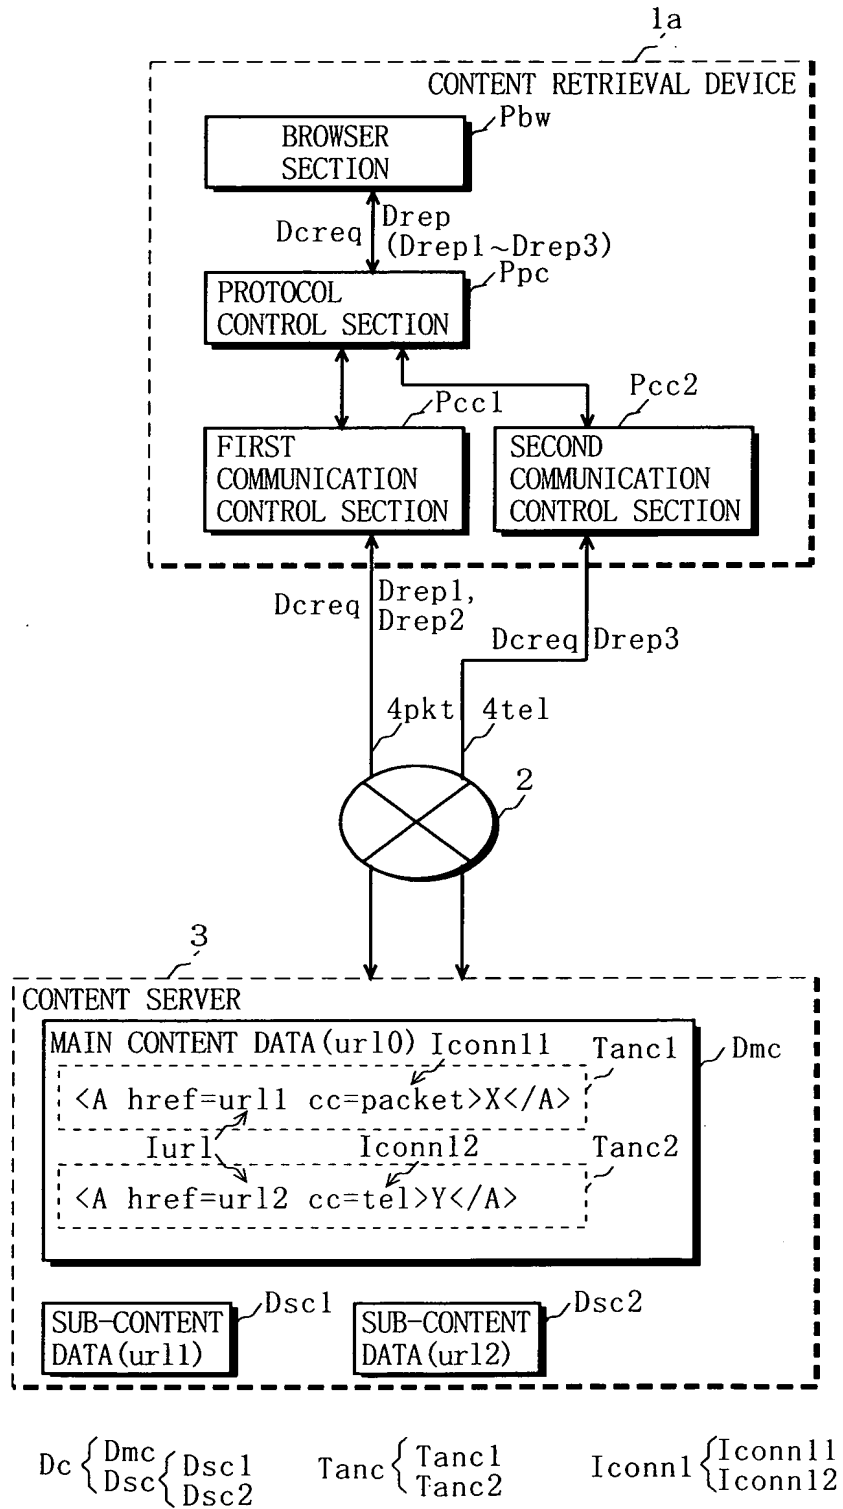 1a
CONTENT RETRIEVAL DEVICE
Pbw
BROWSER
SECTION
Dcreq
Drep
(Drep1~Drep3)
Ppc
PROTOCOL
CONTROL SECTION
Pcc1
Pcc2
FIRST
COMMUNICATION
CONTROL SECTION
SECOND
COMMUNICATION
CONTROL SECTION
Dcreq
Drep1,
Drep2
Dcreq
Drep3
4pkt
4tel
2
3
CONTENT SERVER
MAIN CONTENT DATA(url0)
Iconn11
Tanc1
Dmc
<A href=url1 cc=packet>X</A>
Iurl
Iconn12
Tanc2
<A href=url2 cc=tel>Y</A>
Dsc1
Dsc2
SUB-CONTENT
DATA(url1)
SUB-CONTENT
DATA(url2)
Dc { Dmc
Dsc { Dsc1
Dsc2
Tanc { Tanc1
Tanc2
Iconn1 { Iconn11
Iconn12